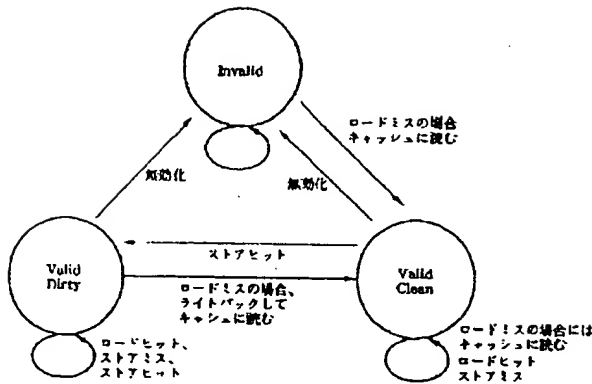 Invalid
ロードミスの場合
キャッシュに読む
無効化
無効化
ストアヒット
Valid
Dirty
Valid
Clean
ロードミスの場合、
ライトバックして
キャシュに読む
ロードヒット、
ストアミス、
ストアヒット
ロードミスの場合には
キャッシュに読む
ロードヒット
ストアミス